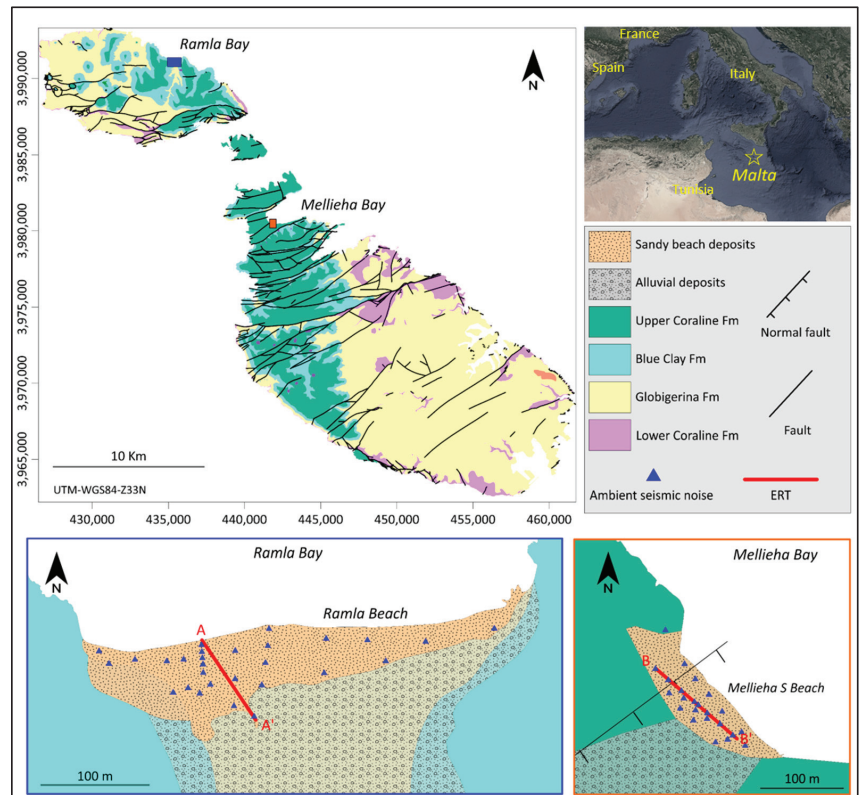 Ramla Bay
N
Mellieha Bay
3,990,000
3,985,000
3,980,000
3,975,000
3,970,000
3,965,000
10 Km
UTM-WGS84-Z33N
430,000
435,000
440,000
445,000
450,000
455,000
460,000
France
Spain
Italy
Malta
Tunisia
Sandy beach deposits
Alluvial deposits
Upper Coraline Fm
Blue Clay Fm
Globigerina Fm
Lower Coraline Fm
Normal fault
Fault
Ambient seismic noise
ERT
Ramla Bay
N
Ramla Beach
A
A'
100 m
Mellieha Bay
N
B
Mellieha S Beach
B'
100 m